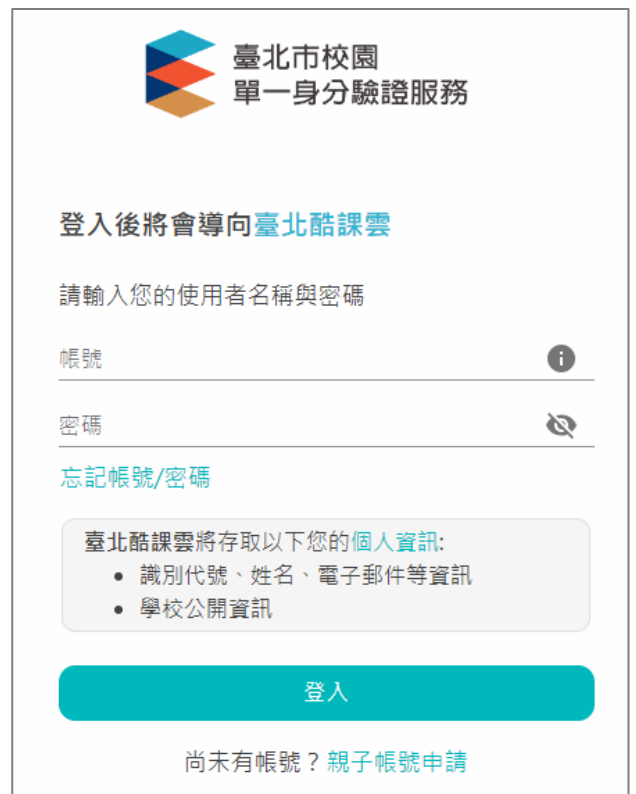 臺北市校園
單一身分驗證服務
登入後將會導向臺北酷課雲
請輸入您的使用者名稱與密碼
帳號
密碼
忘記帳號/密碼
臺北酷課雲將存取以下您的個人資訊:
• 識別代號、姓名、電子郵件等資訊
• 學校公開資訊
登入
尚未有帳號？親子帳號申請